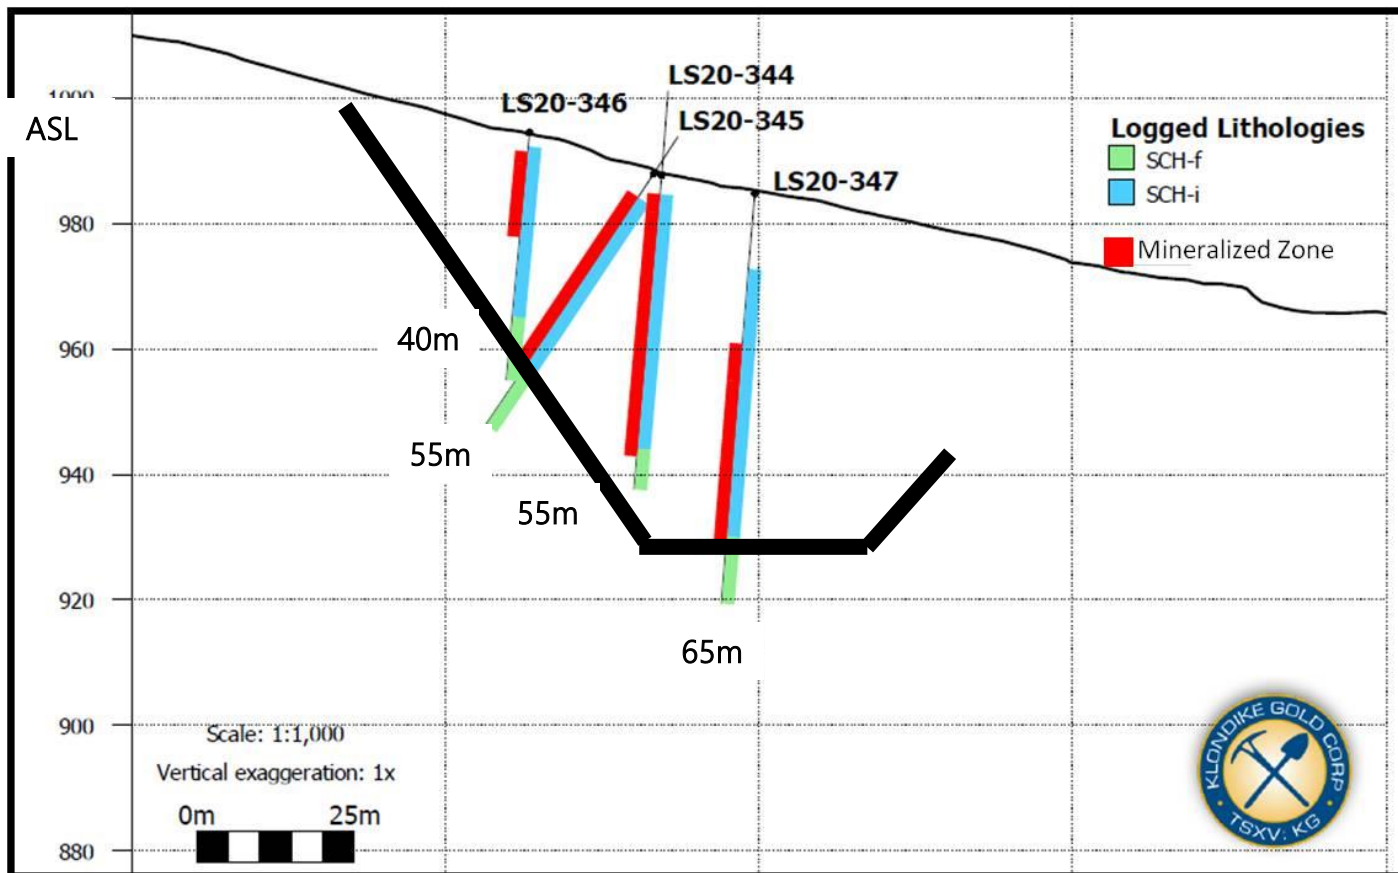 1000
ASL
LS20-344
LS20-346
LS20-345
Logged Lithologies
SCH-f
SCH-i
LS20-347
980
Mineralized Zone
40m
960
55m
940
55m
920
65m
900
Scale: 1:1,000
Vertical exaggeration: 1x
0m 25m
880
KLONDIKE GOLD CORP
TSXV: KG